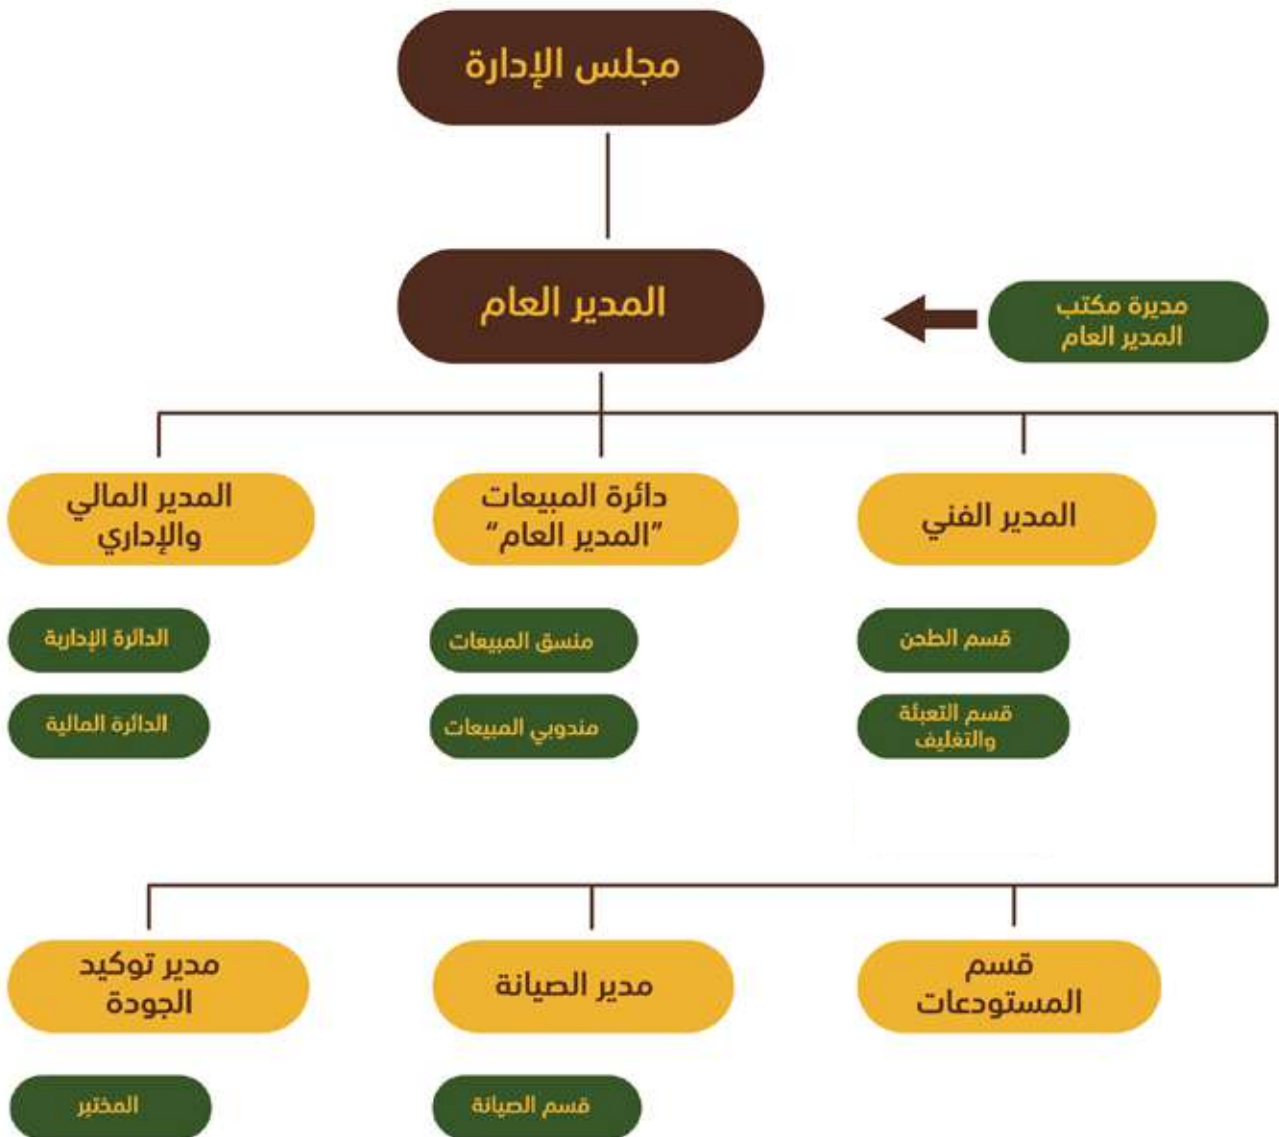 مجلس الإدارة
المدير العام
مديرة مكتب
المدير العام
المدير الفني
دائرة المبيعات
"المدير العام"
المدير المالي
والإداري
قسم الطحن
منسق المبيعات
الدائرة الإدارية
قسم التعبئة
والتغليف
مندوبي المبيعات
الدائرة المالية
قسم
المستودعات
مدير الصيانة
مدير توكيد
الجودة
قسم الصيانة
المختبر